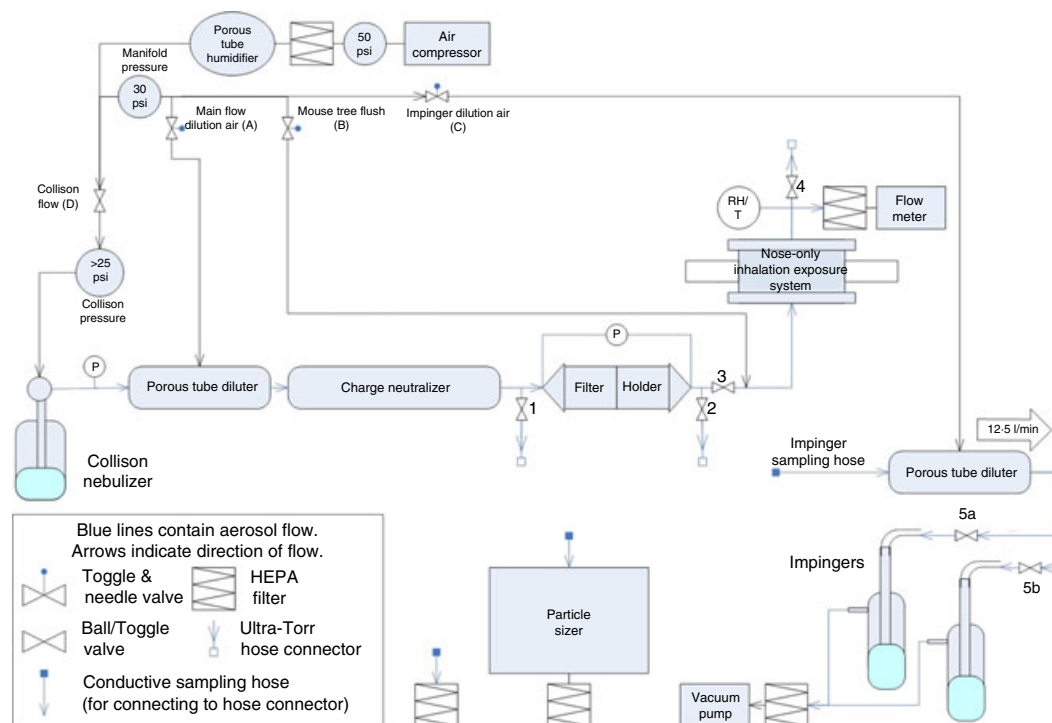 Porous
tube
humidifier
50
psi
Air
compressor
Manifold
pressure
30
psi
Main flow
dilution air (A)
Mouse tree flush
(B)
Impinger dilution air
(C)
Collison
flow (D)
>25
psi
Collison
pressure
RH/
T
4
Flow
meter
Nose-only
inhalation exposure
system
P
Porous tube diluter
Charge neutralizer
P
Filter
Holder
1
2
3
Collison
nebulizer
12·5 l/min
Impinger
sampling hose
Porous tube diluter
5a
5b
Impingers
Blue lines contain aerosol flow.
Arrows indicate direction of flow.
Toggle &
needle valve
HEPA
filter
Ball/Toggle
valve
Ultra-Torr
hose connector
Conductive sampling hose
(for connecting to hose connector)
Particle
sizer
Vacuum
pump